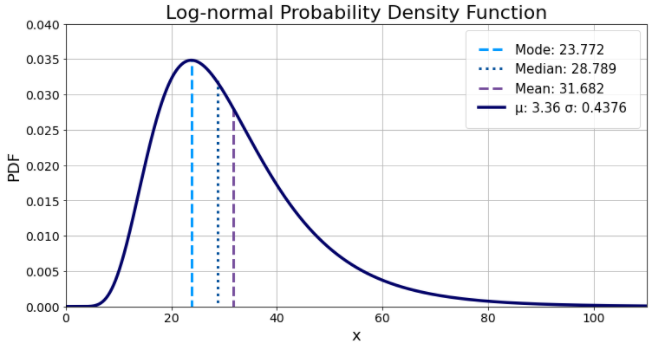 Log-normal Probability Density Function
0.040
0.035
0.030
0.025
0.020
0.015
0.010
0.005
0.000
PDF
Mode: 23.772
Median: 28.789
Mean: 31.682
μ: 3.36 σ: 0.4376
0 20 40 60 80 100
x